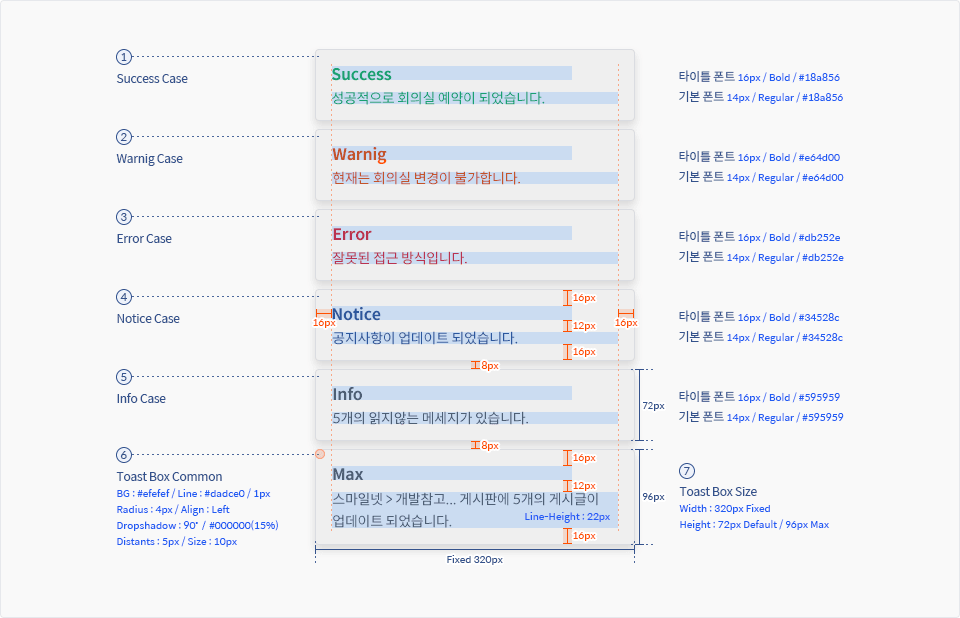 1
Success Case
Success
성공적으로 회의실 예약이 되었습니다.
타이틀 폰트 16px / Bold / #18a856
기본 폰트 14px / Regular / #18a856
2
Warnig Case
Warnig
현재는 회의실 변경이 불가합니다.
타이틀 폰트 16px / Bold / #e64d00
기본 폰트 14px / Regular / #e64d00
3
Error Case
Error
잘못된 접근 방식입니다.
타이틀 폰트 16px / Bold / #db252e
기본 폰트 14px / Regular / #db252e
4
Notice Case
16px
Notice
공지사항이 업데이트 되었습니다.
16px
12px
16px
16px
타이틀 폰트 16px / Bold / #34528c
기본 폰트 14px / Regular / #34528c
8px
5
Info Case
Info
5개의 읽지않는 메세지가 있습니다.
72px
타이틀 폰트 16px / Bold / #595959
기본 폰트 14px / Regular / #595959
8px
6
Toast Box Common
BG : #efefef / Line : #dadce0 / 1px
Radius : 4px / Align : Left
Dropshadow : 90° / #000000(15%)
Distants : 5px / Size : 10px
Max
스마일넷 > 개발참고... 게시판에 5개의 게시글이
업데이트 되었습니다.
Line-Height : 22px
16px
12px
16px
96px
Fixed 320px
7
Toast Box Size
Width : 320px Fixed
Height : 72px Default / 96px Max